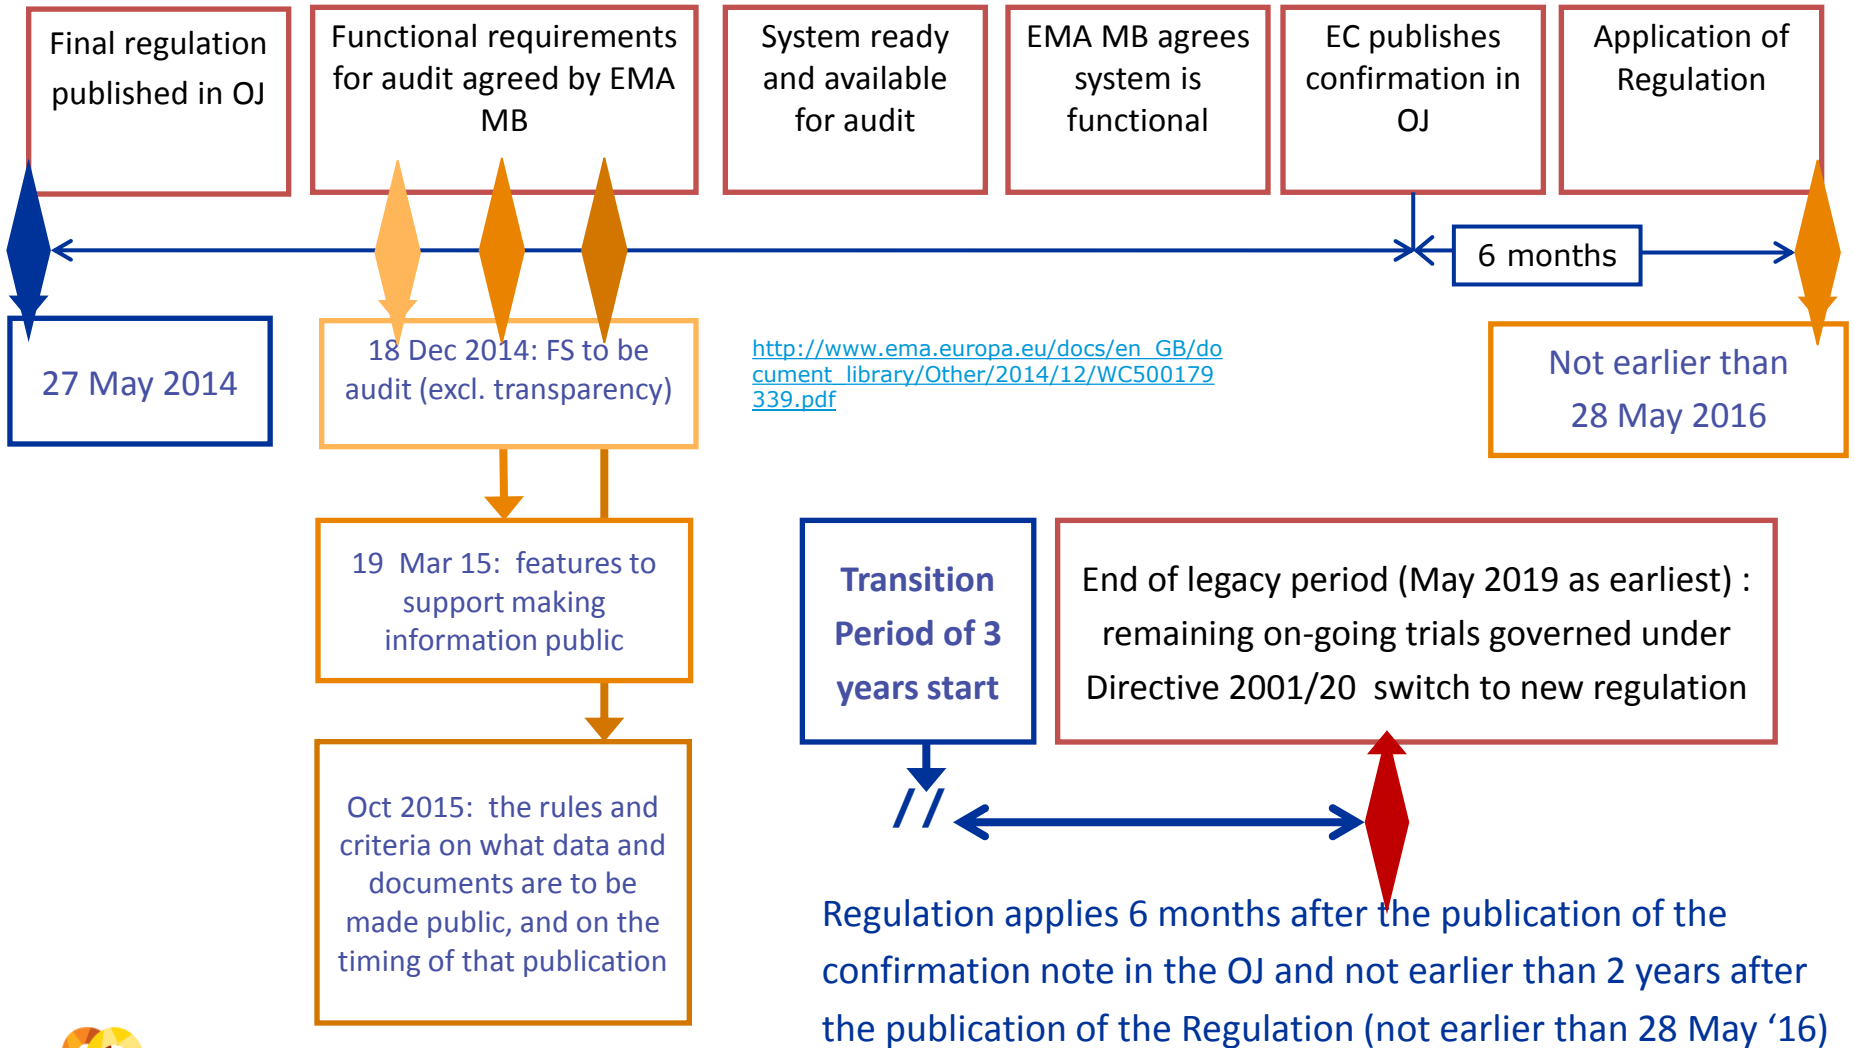 Final regulation
published in OJ
Functional requirements
for audit agreed by EMA
MB
System ready
and available
for audit
EMA MB agrees
system is
functional
EC publishes
confirmation in
OJ
Application of
Regulation
6 months
27 May 2014
18 Dec 2014: FS to be
audit (excl. transparency)
http://www.ema.europa.eu/docs/en_GB/do
cument_library/Other/2014/12/WC500179
339.pdf
Not earlier than
28 May 2016
19 Mar 15: features to
support making
information public
Transition
Period of 3
years start
End of legacy period (May 2019 as earliest) :
remaining on-going trials governed under
Directive 2001/20 switch to new regulation
Oct 2015: the rules and
criteria on what data and
documents are to be
made public, and on the
timing of that publication
//
Regulation applies 6 months after the publication of the
confirmation note in the OJ and not earlier than 2 years after
the publication of the Regulation (not earlier than 28 May ‘16)